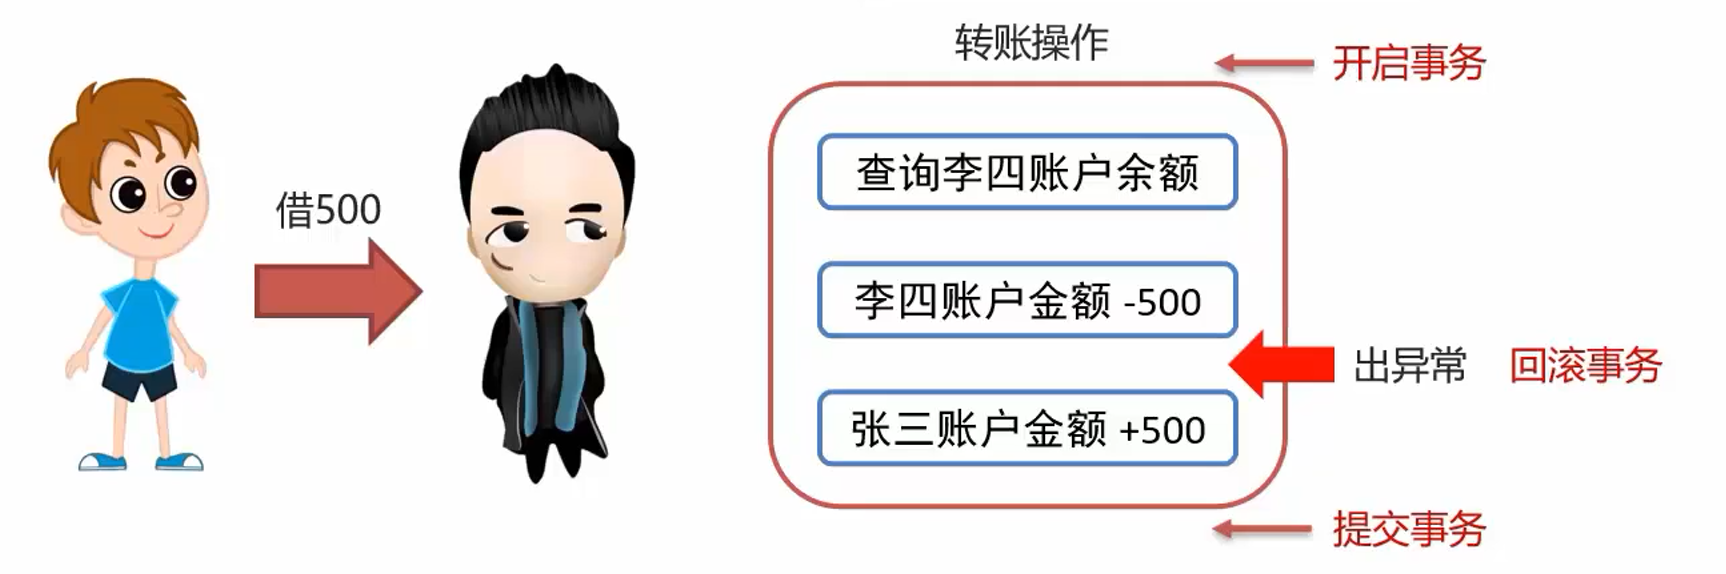 借500
转账操作
开启事务
查询李四账户余额
李四账户金额 -500
出异常 回滚事务
张三账户金额 +500
提交事务